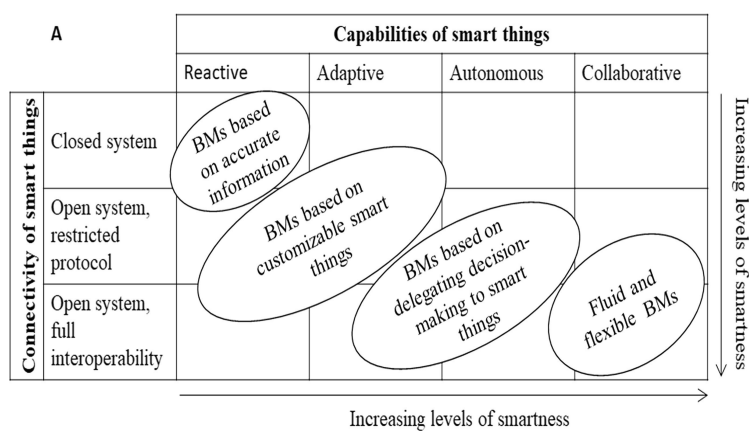 A
Capabilities of smart things
Reactive
Adaptive
Autonomous
Collaborative
Connectivity of smart things
Closed system
Open system,
restricted
protocol
Open system,
full
interoperability
BMs based
on accurate
information
BMs based on
customizable smart
things
BMs based on
delegating decision-
making to smart
things
Fluid and
flexible BMs
Increasing levels of smartness
Increasing levels of smartness